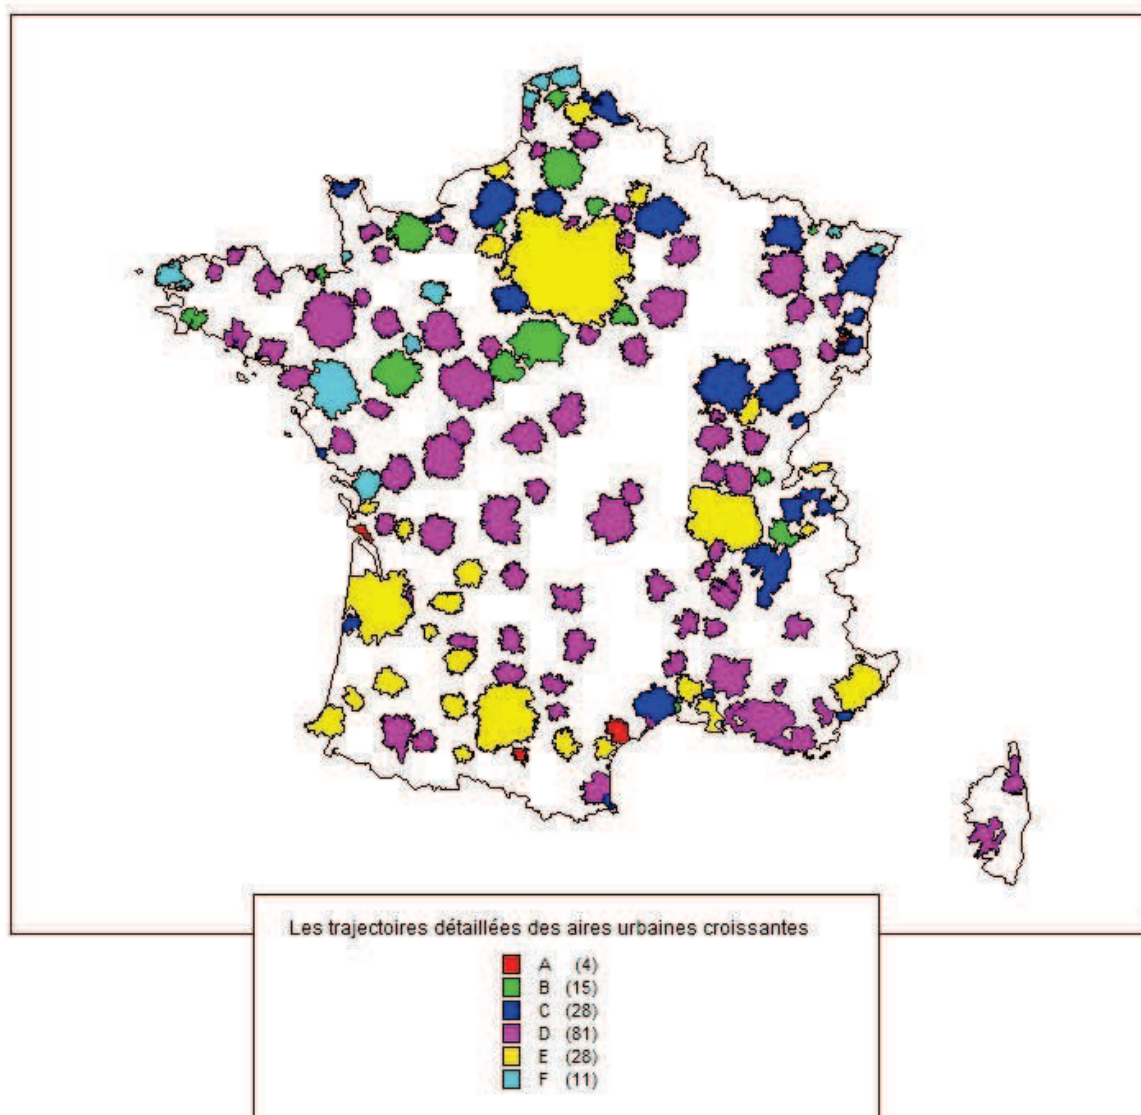 Les trajectoires détaillées des aires urbaines croissantes
A (4)
B (15)
C (28)
D (81)
E (28)
F (11)